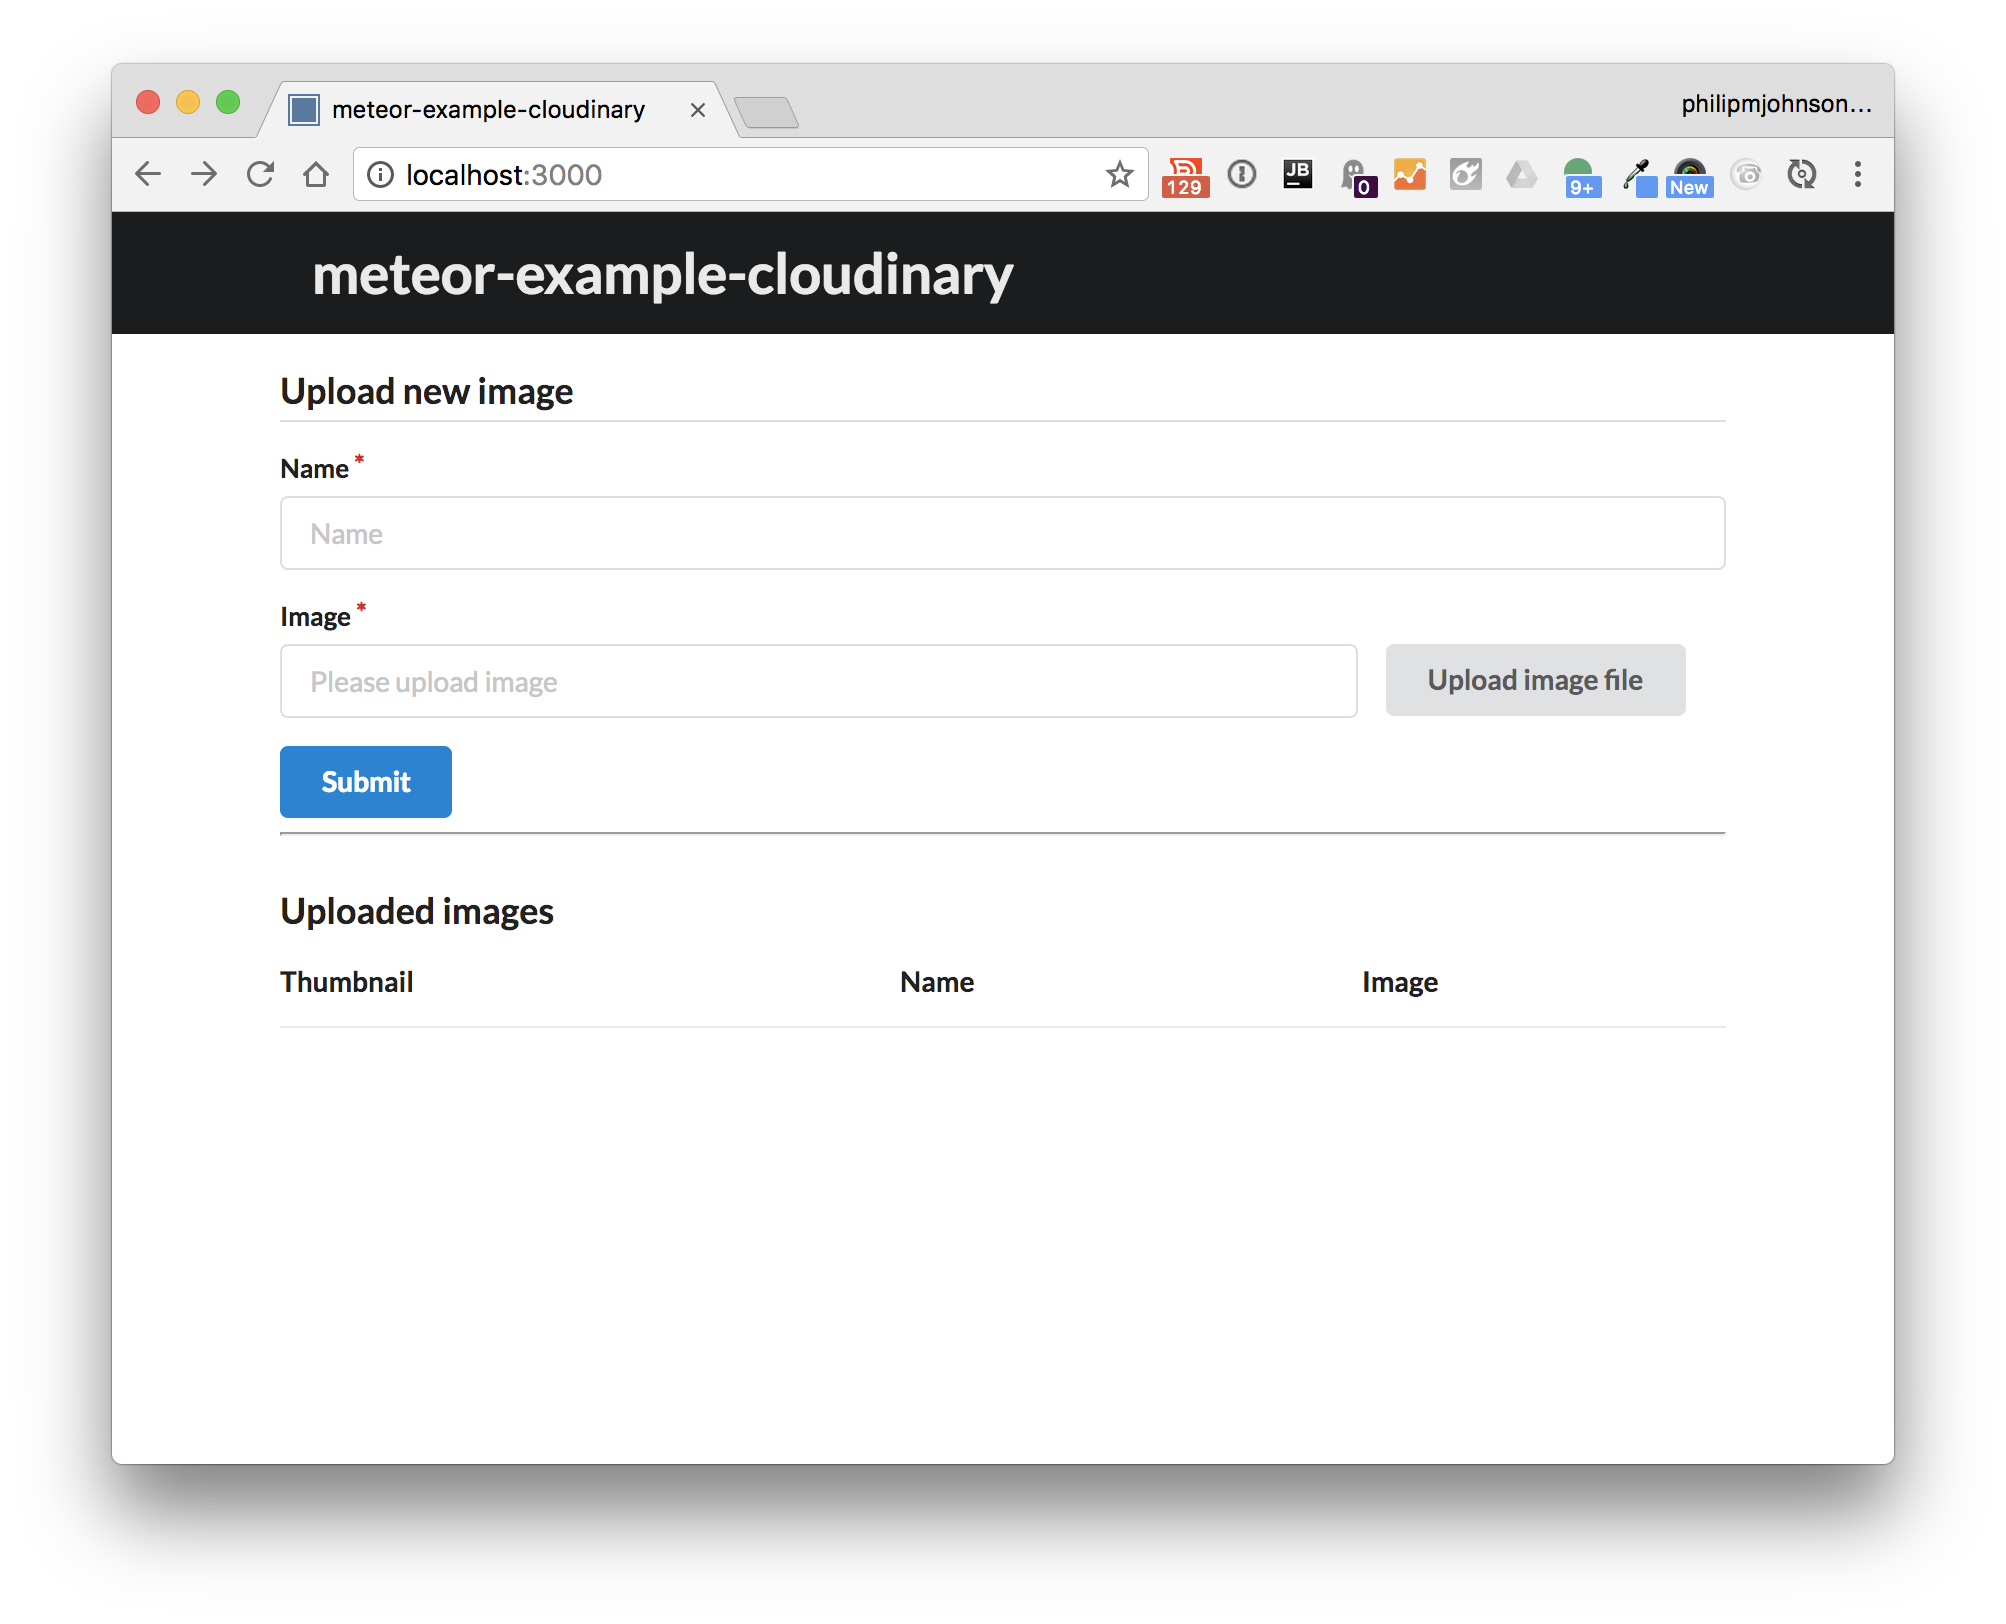 meteor-example-cloudinary
philipmjohnson...
localhost:3000
129
JB
0
9+
New
meteor-example-cloudinary
Upload new image
Name *
Name
Image *
Please upload image
Upload image file
Submit
Uploaded images
Thumbnail Name Image